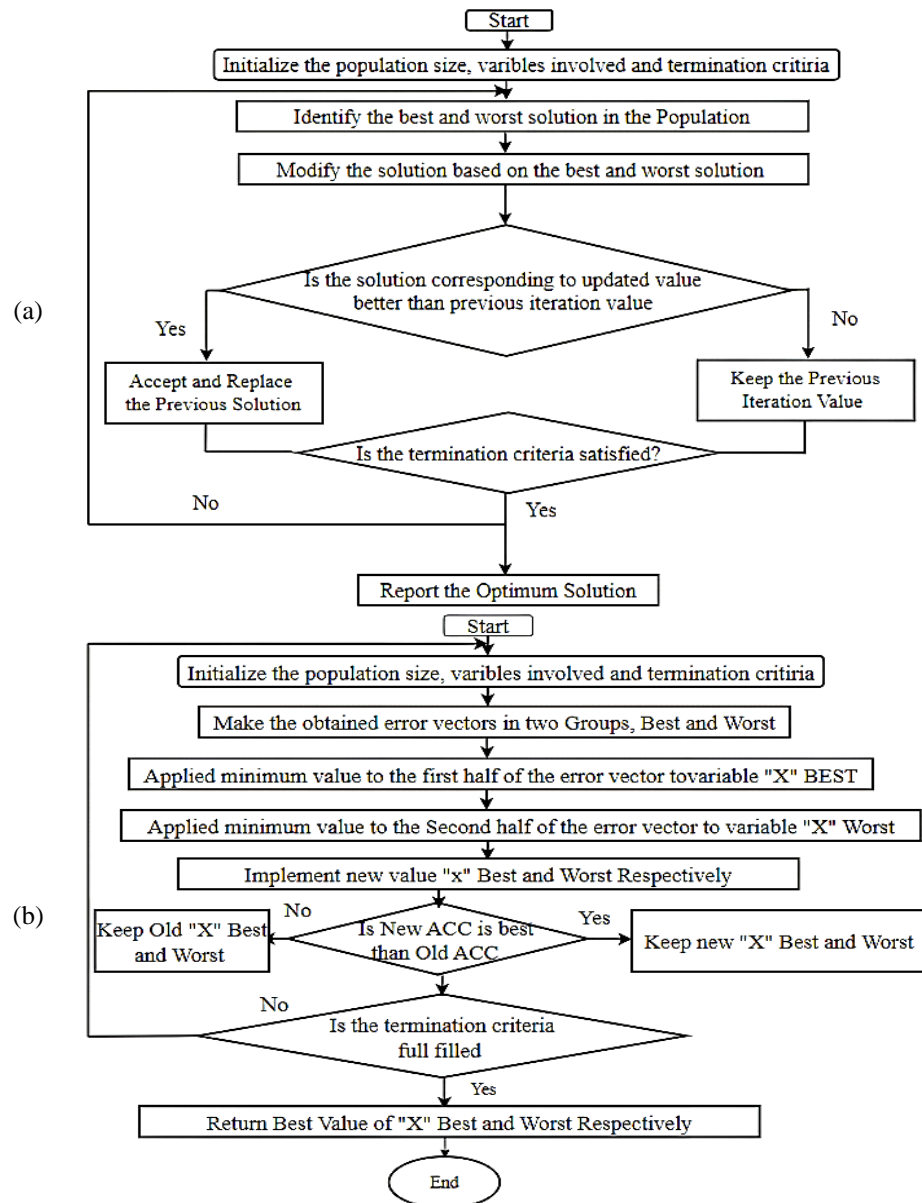 Start
Initialize the population size, varibles involved and termination critiria
Identify the best and worst solution in the Population
Modify the solution based on the best and worst solution
Is the solution corresponding to updated value
better than previous iteration value
(a)
Yes
No
Accept and Replace
the Previous Solution
Keep the Previous
Iteration Value
Is the termination criteria satisfied?
No
Yes
Report the Optimum Solution
Start
Initialize the population size, varibles involved and termination critiria
Make the obtained error vectors in two Groups, Best and Worst
Applied minimum value to the first half of the error vector tovariable "X" BEST
Applied minimum value to the Second half of the error vector to variable "X" Worst
Implement new value "x" Best and Worst Respectively
(b)
No
Yes
Keep Old "X" Best
and Worst
Is New ACC is best
than Old ACC
Keep new "X" Best and Worst
No
Is the termination criteria
full filled
Yes
Return Best Value of "X" Best and Worst Respectively
End